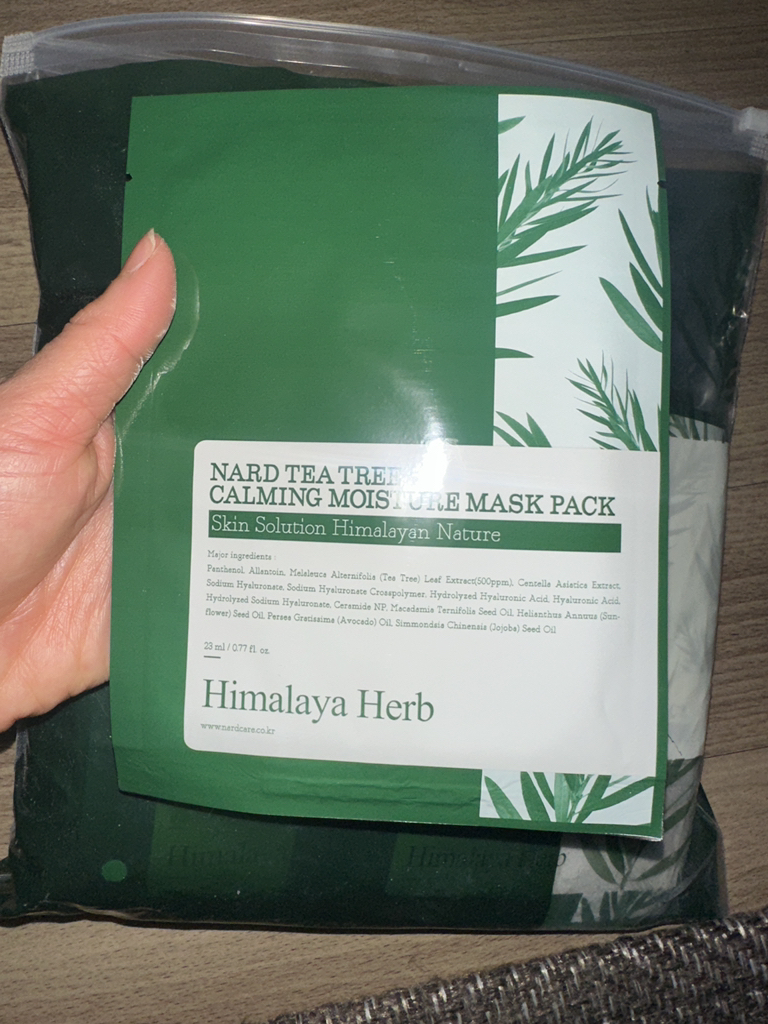 NARD TEA TREE
CALMING MOISTURE MASK PACK
Skin Solution Himalayan Nature
Major ingredients :
Panthenol, Allantoin, Melaleuca Alternifolia (Tea Tree) Leaf Extract(500ppm), Centella Asiatica Extract,
Sodium Hyaluronate, Sodium Hyaluronate Crosspolymer, Hydrolyzed Hyaluronic Acid, Hyaluronic Acid,
Hydrolyzed Sodium Hyaluronate, Ceramide NP, Macadamia Ternifolia Seed Oil, Helianthus Annuus (Sun-
flower) Seed Oil, Persea Gratissima (Avocado) Oil, Simmondsia Chinensis (Jojoba) Seed Oil
23 ml / 0.77 fl. oz.
Himalaya Herb
www.nardcare.co.kr
Himalaya Herb